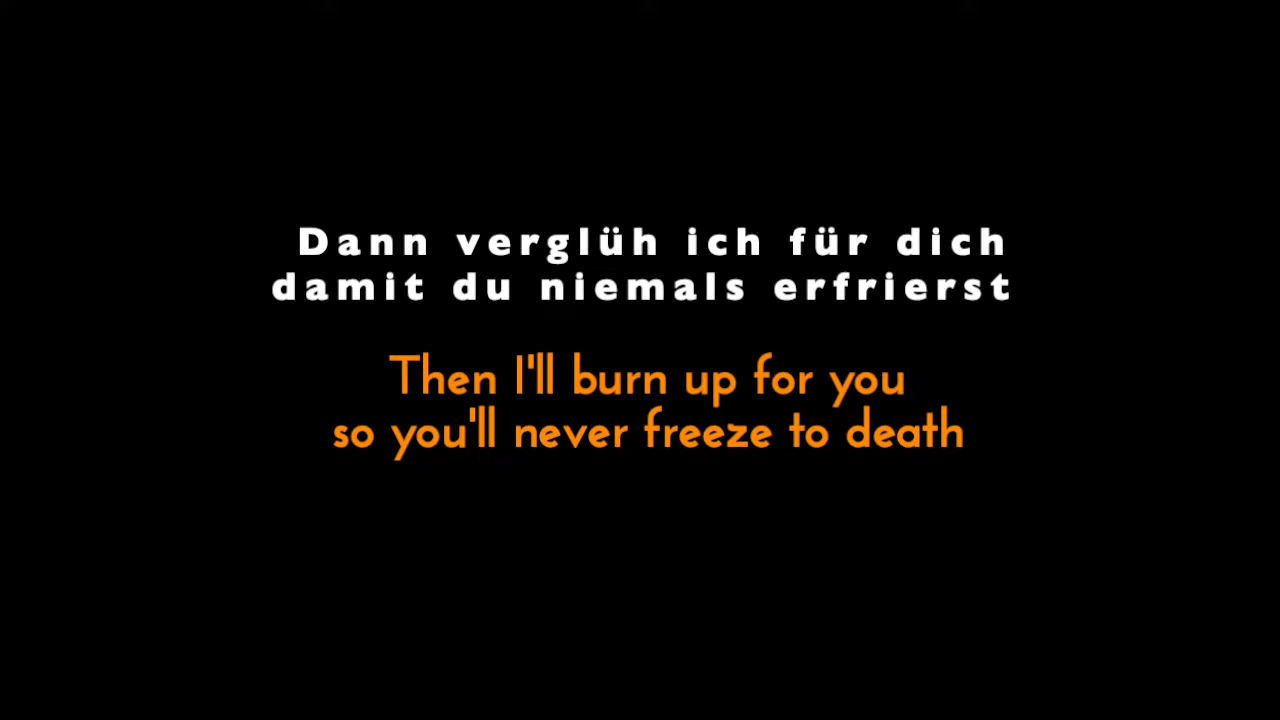 Dann verglüh ich für dich
damit du niemals erfrierst
Then I'll burn up for you
so you'll never freeze to death